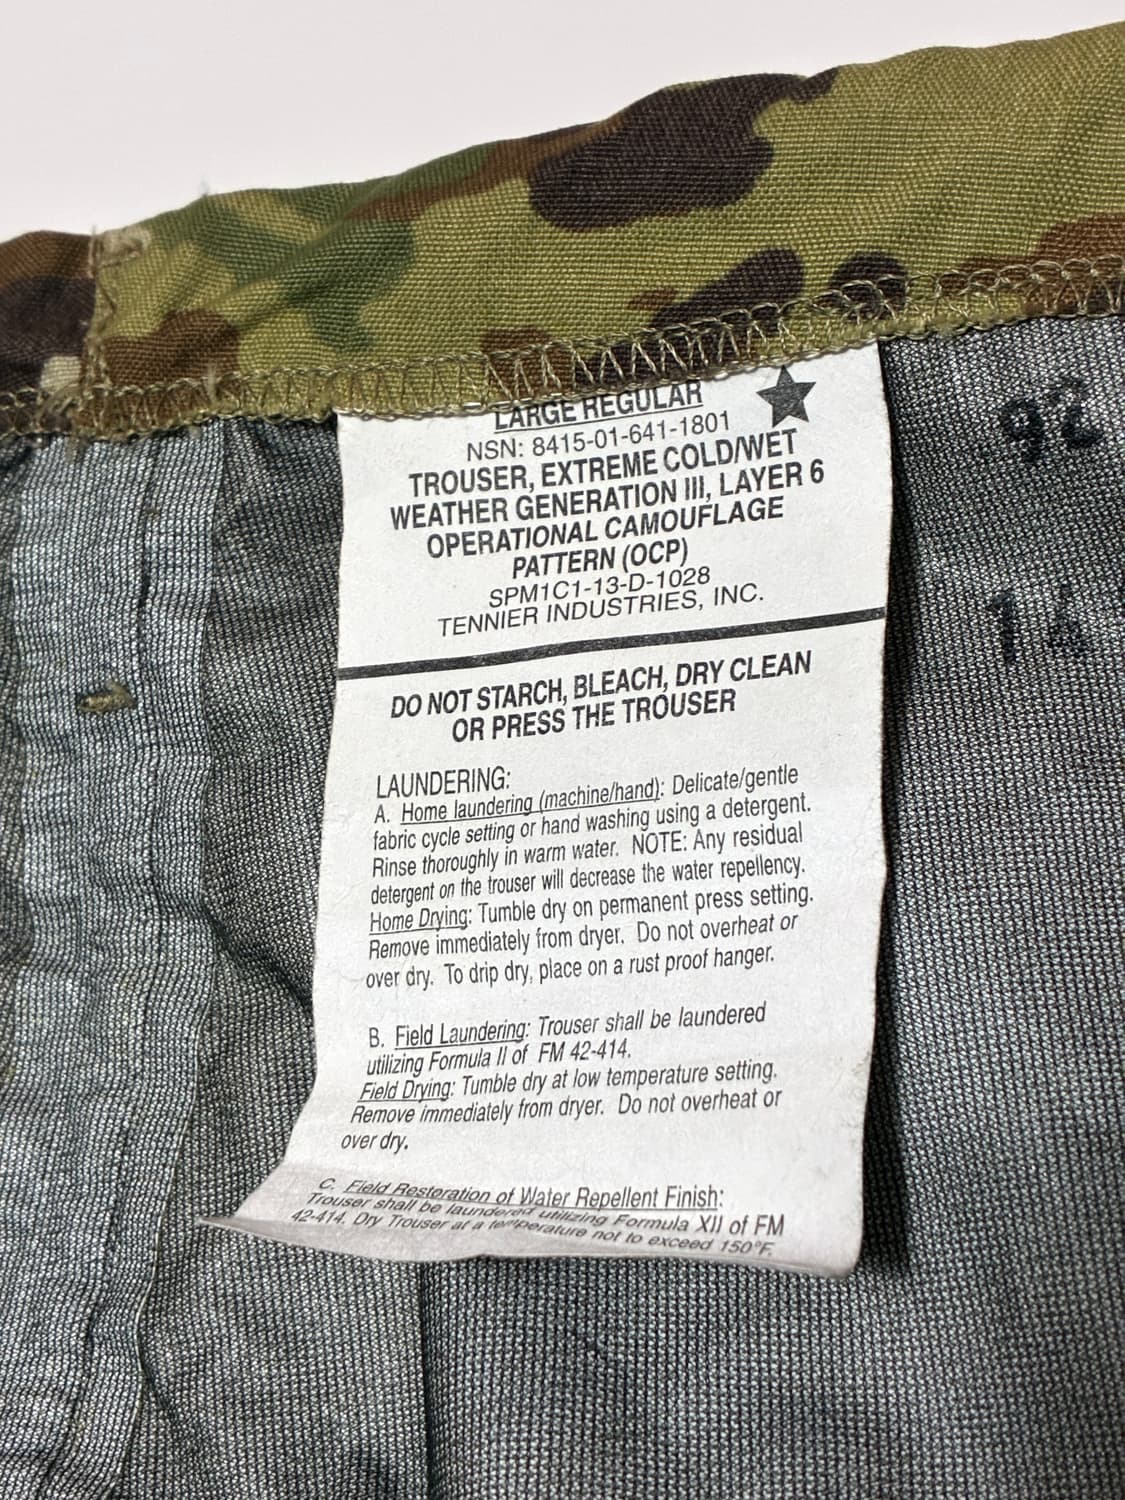 LARGE REGULAR
NSN: 8415-01-641-1801
TROUSER, EXTREME COLD/WET
WEATHER GENERATION III, LAYER 6
OPERATIONAL CAMOUFLAGE
PATTERN (OCP)
SPM1C1-13-D-1028
TENNIER INDUSTRIES, INC.
DO NOT STARCH, BLEACH, DRY CLEAN
OR PRESS THE TROUSER
LAUNDERING:
A. Home laundering (machine/hand): Delicate/gentle
fabric cycle setting or hand washing using a detergent.
Rinse thoroughly in warm water. NOTE: Any residual
detergent on the trouser will decrease the water repellency.
Home Drying: Tumble dry on permanent press setting.
Remove immediately from dryer. Do not overheat or
over dry. To drip dry, place on a rust proof hanger.
B. Field Laundering: Trouser shall be laundered
utilizing Formula II of FM 42-414.
Field Drying: Tumble dry at low temperature setting.
Remove immediately from dryer. Do not overheat or
over dry.
C. Field Restoration of Water Repellent Finish:
Trouser shall be laundered utilizing Formula XII of FM
42-414. Dry Trouser at a temperature not to exceed 150°F.
92
14